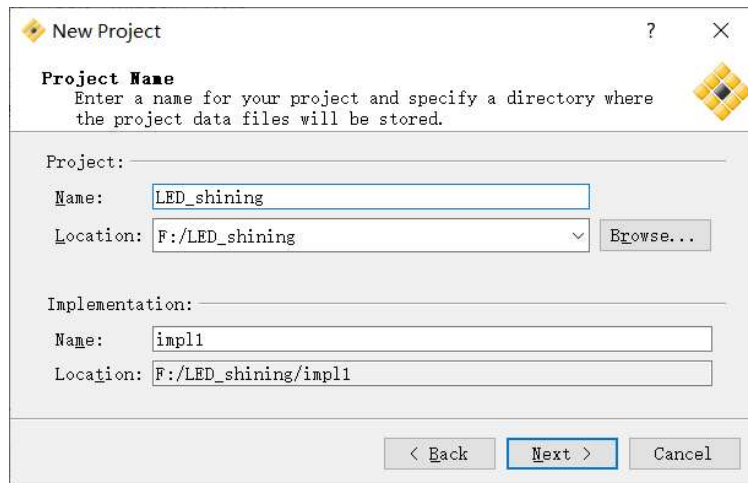 New Project
?
Project Name
Enter a name for your project and specify a directory where
the project data files will be stored.
Project:
Name: LED_shining
Location: F:/LED_shining Browse...
Implementation:
Name: impl1
Location: F:/LED_shining/impl1
< Back Next > Cancel